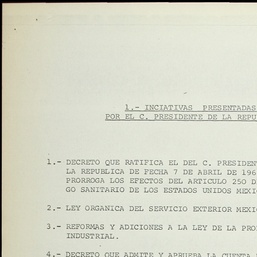 1.- INCIATIVAS PRESENTADAS
POR EL C. PRESIDENTE DE LA REPU
1.- DECRETO QUE RATIFICA EL DEL C. PRESIDENT
LA REPUBLICA DE FECHA 7 DE ABRIL DE 196
PRORROGA LOS EFECTOS DEL ARTICULO 250 D
GO SANITARIO DE LOS ESTADOS UNIDOS MEXI
2.- LEY ORGANICA DEL SERVICIO EXTERIOR MEXI
3.- REFORMAS Y ADICIONES A LA LEY DE LA PRO
INDUSTRIAL.
4.- DECRETO QUE ADMITE Y APRUEBA LA CUENTA